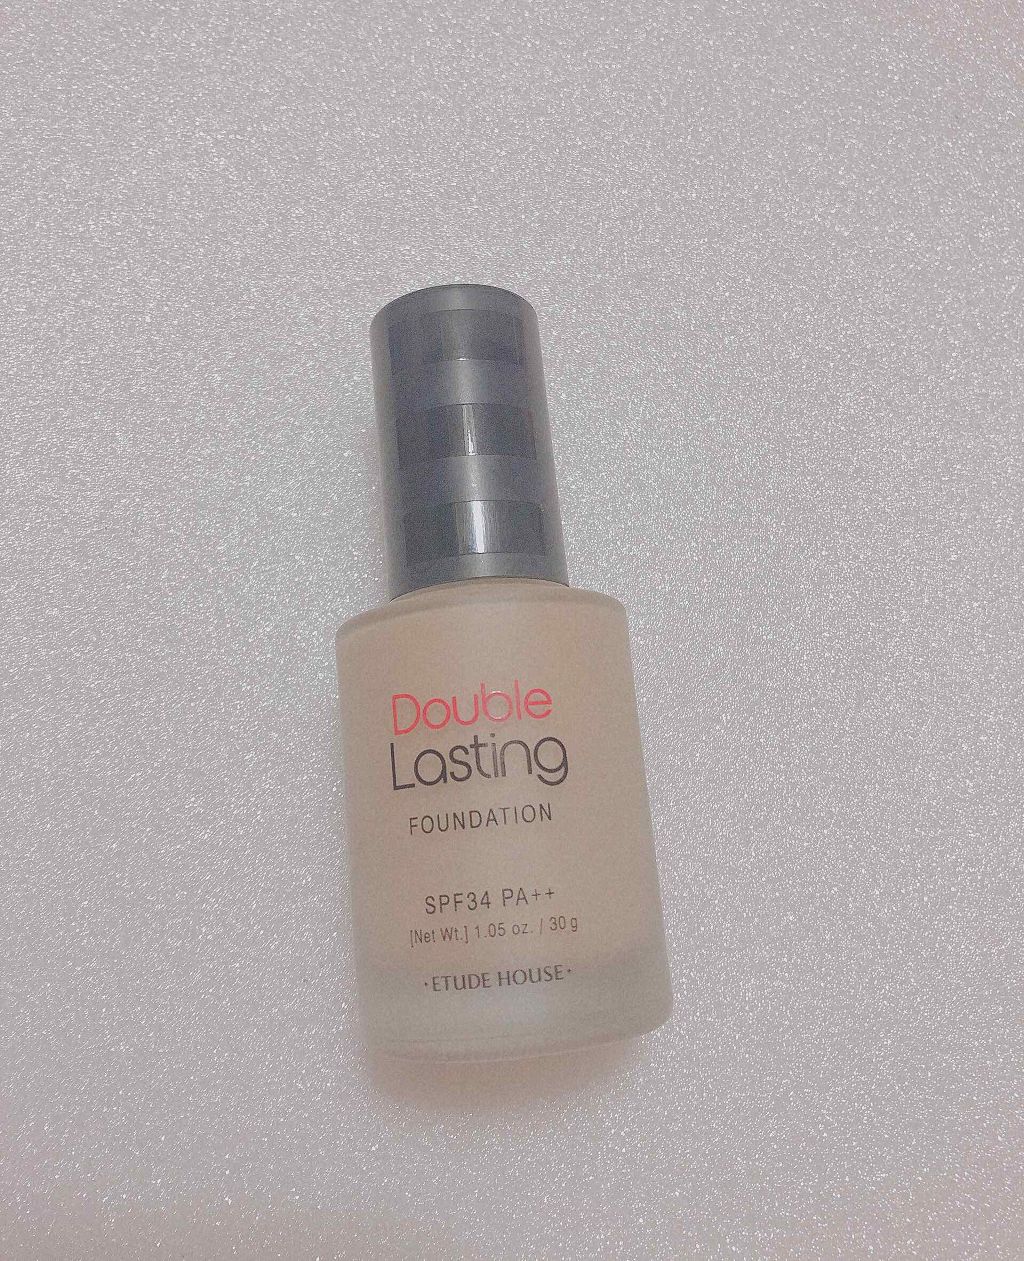 Double
Lasting
FOUNDATION
SPF34 PA++
[Net Wt.] 1.05 oz. / 30 g
·ETUDE HOUSE·